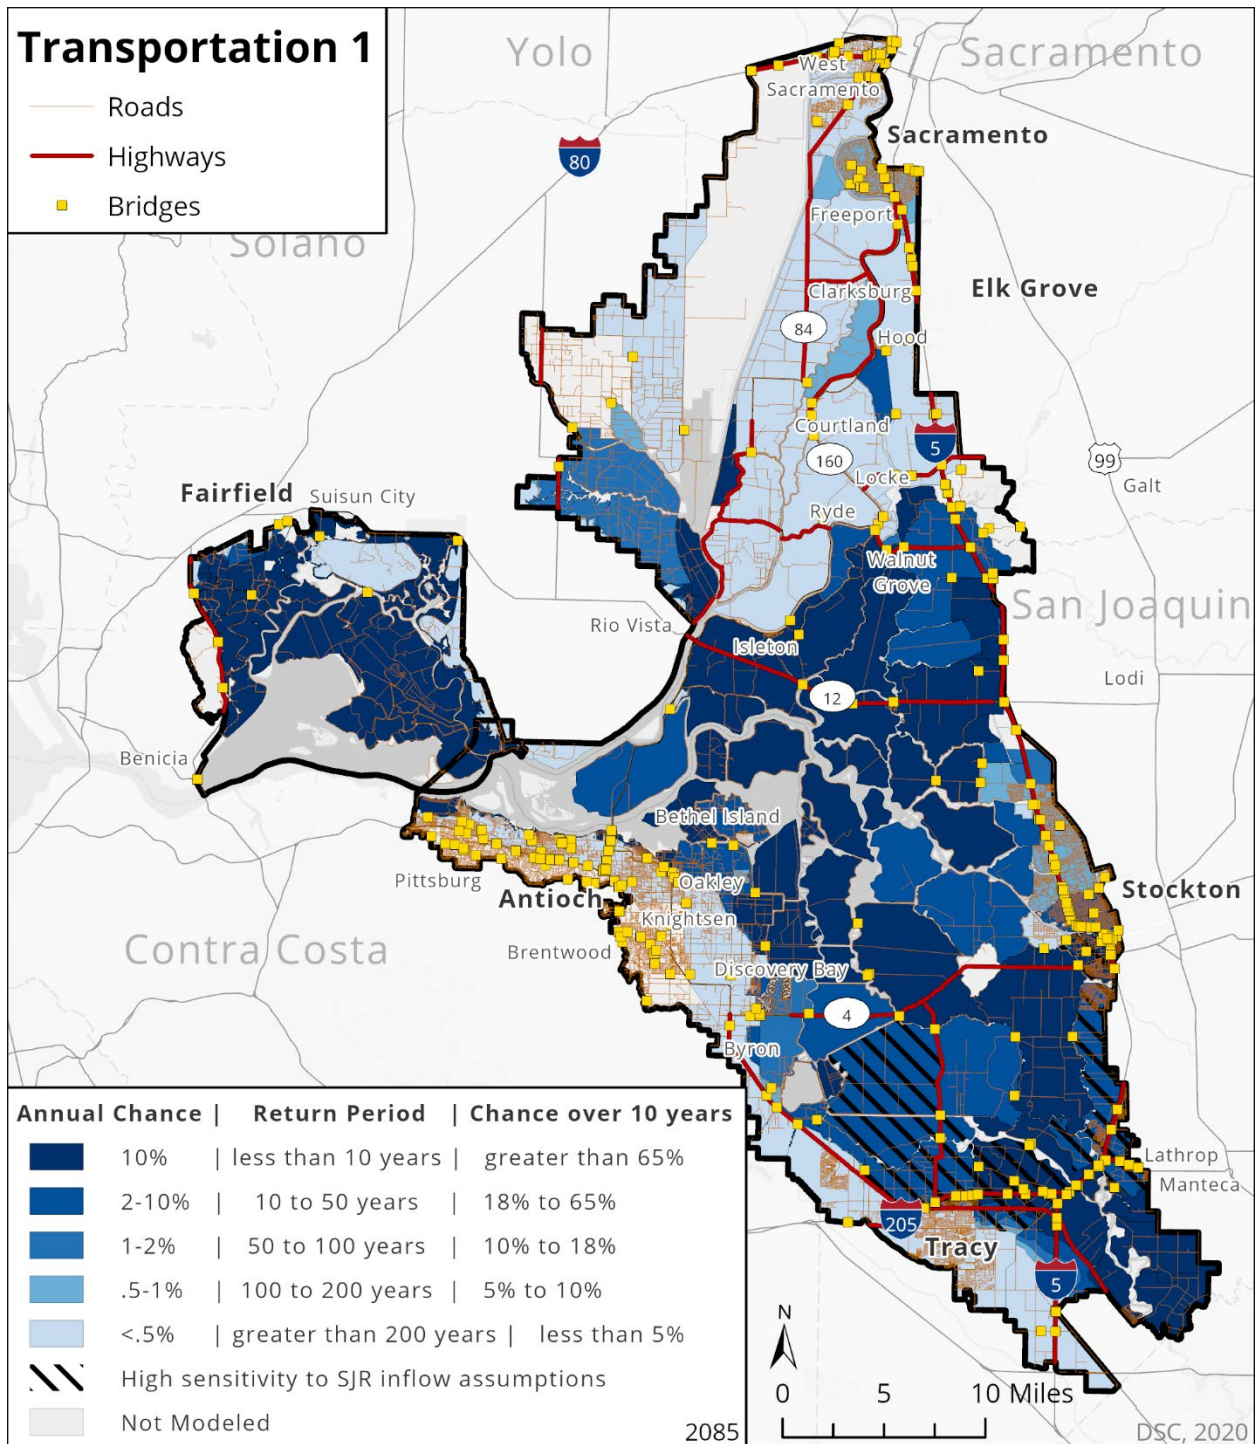 Transportation 1
Roads
Highways
Bridges
Yolo
Sacramento
West
Sacramento
80
Sacramento
Freeport
Solano
Clarksburg
Elk Grove
84
Hood
Courtland
5
160
99
Locke
Galt
Fairfield
Suisun City
Ryde
Walnut
Grove
San Joaquin
Rio Vista
Isleton
12
Lodi
Benicia
Bethel Island
Pittsburg
Oakley
Stockton
Antioch
Knightsen
Contra Costa
Brentwood
Discovery Bay
4
Byron
Annual Chance | Return Period | Chance over 10 years
10% | less than 10 years | greater than 65%
2-10% | 10 to 50 years | 18% to 65%
1-2% | 50 to 100 years | 10% to 18%
.5-1% | 100 to 200 years | 5% to 10%
<.5% | greater than 200 years | less than 5%
High sensitivity to SJR inflow assumptions
Not Modeled
Lathrop
Manteca
205
Tracy
5
N
0 5 10 Miles
2085
DSC, 2020